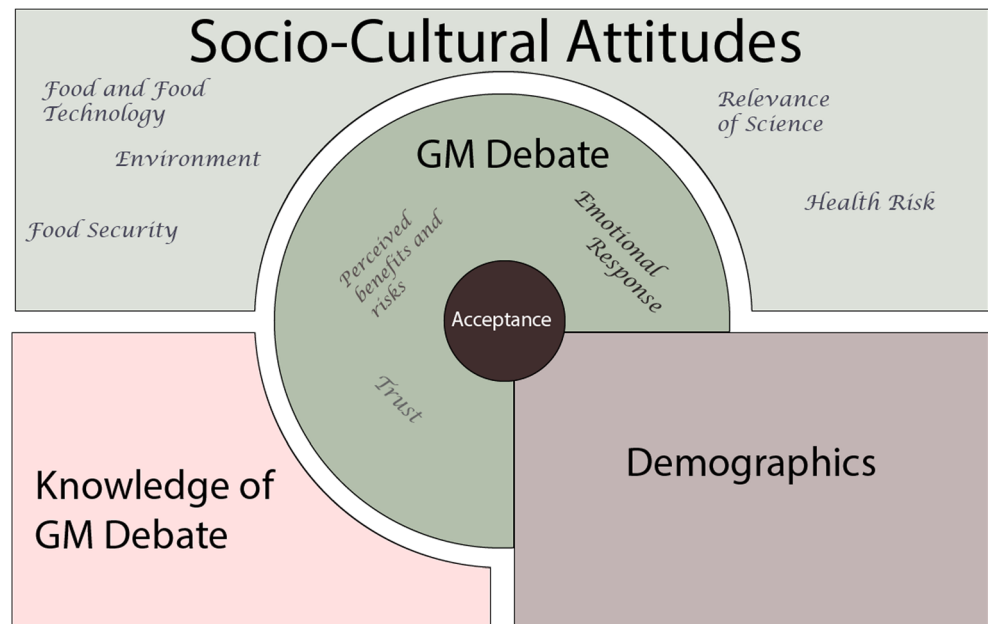 Socio-Cultural Attitudes
Food and Food
Technology
Environment
Food Security
Relevance
of Science
Health Risk
GM Debate
Perceived
benefits and
risks
Emotional
Response
Acceptance
Trust
Knowledge of
GM Debate
Demographics